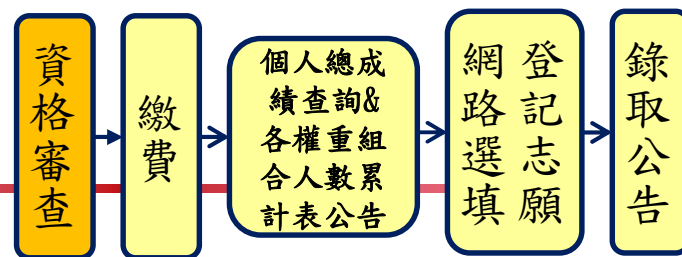 資格審查
繳費
個人總成
績查詢&
各權重組
合人數累
計表公告
網路選填
登記志願
錄取公告